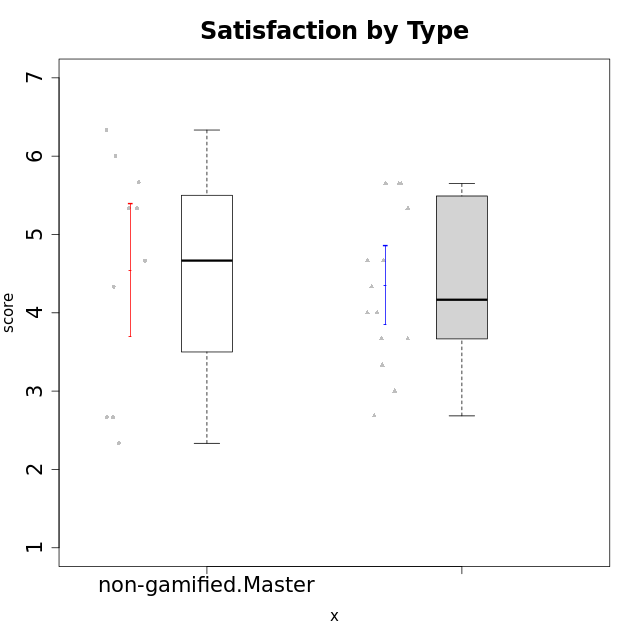 Satisfaction by Type
7
6
5
4
3
2
1
score
non-gamified.Master
x